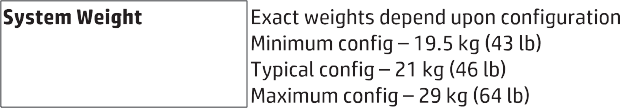 System Weight
Exact weights depend upon configuration
Minimum config – 19.5 kg (43 lb)
Typical config – 21 kg (46 lb)
Maximum config – 29 kg (64 lb)